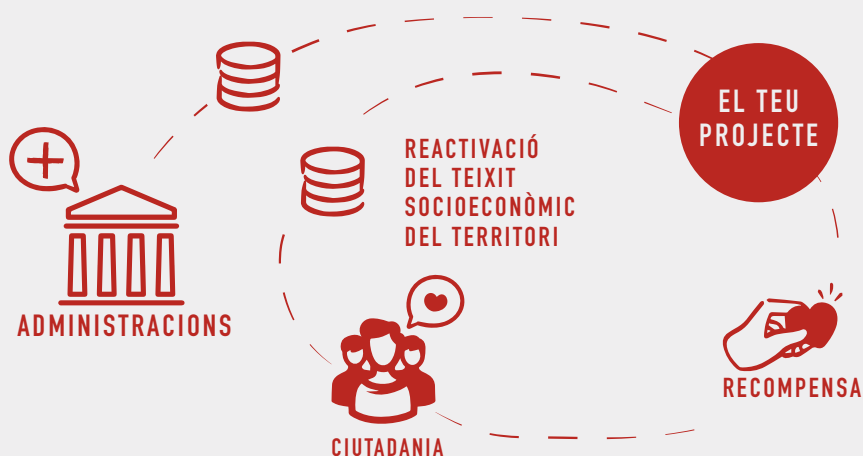 EL TEU
PROJECTE
REACTIVACIÓ
DEL TEIXIT
SOCIOECONÒMIC
DEL TERRITORI
ADMINISTRACIONS
RECOMPENSA
CIUTADANIA